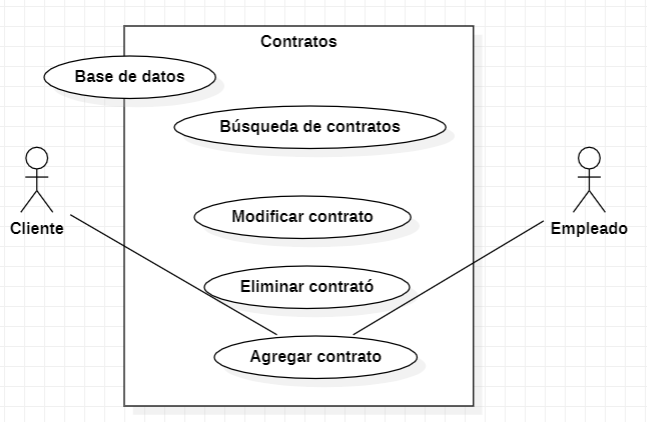 Contratos
Base de datos
Búsqueda de contratos
Modificar contrato
Cliente
Empleado
Eliminar contrató
Agregar contrato